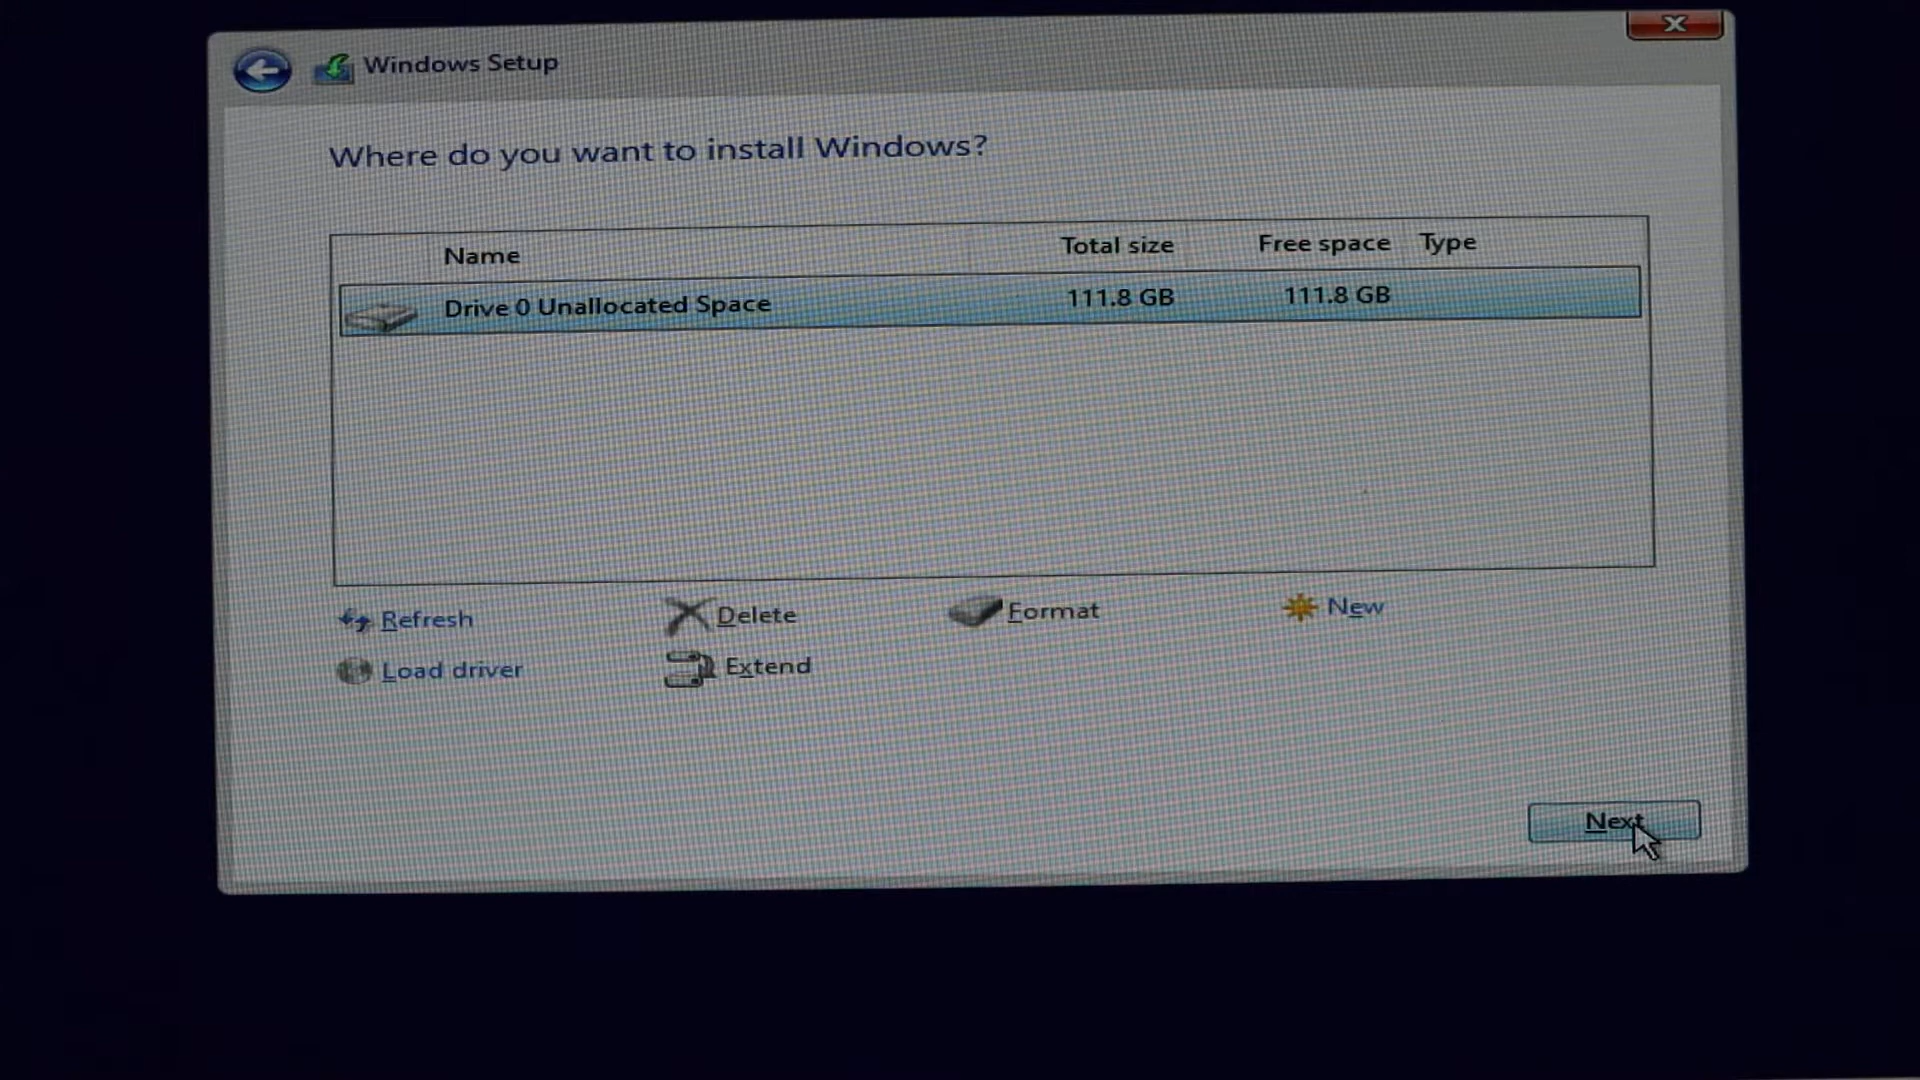 Windows Setup
Where do you want to install Windows?
Name Total size Free space Type
Drive 0 Unallocated Space 111.8 GB 111.8 GB
Refresh Delete Format New
Load driver Extend
Next